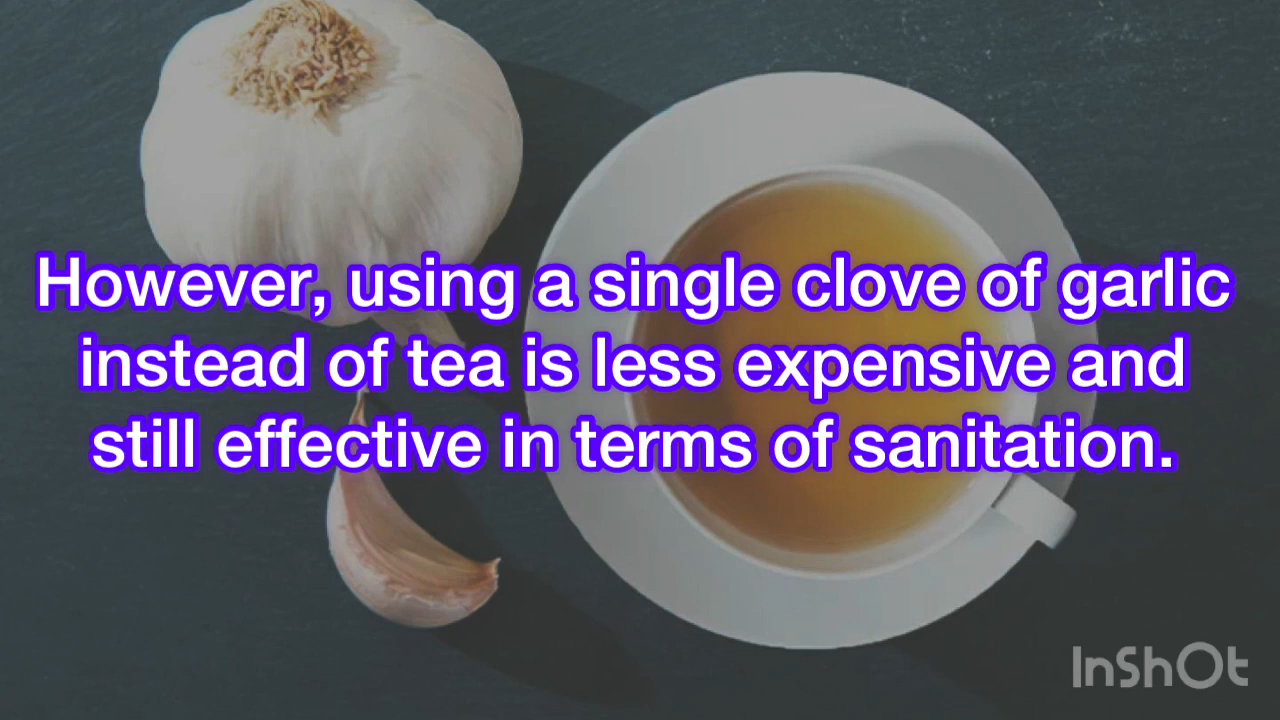 However, using a single clove of garlic
instead of tea is less expensive and
still effective in terms of sanitation.
InShOt